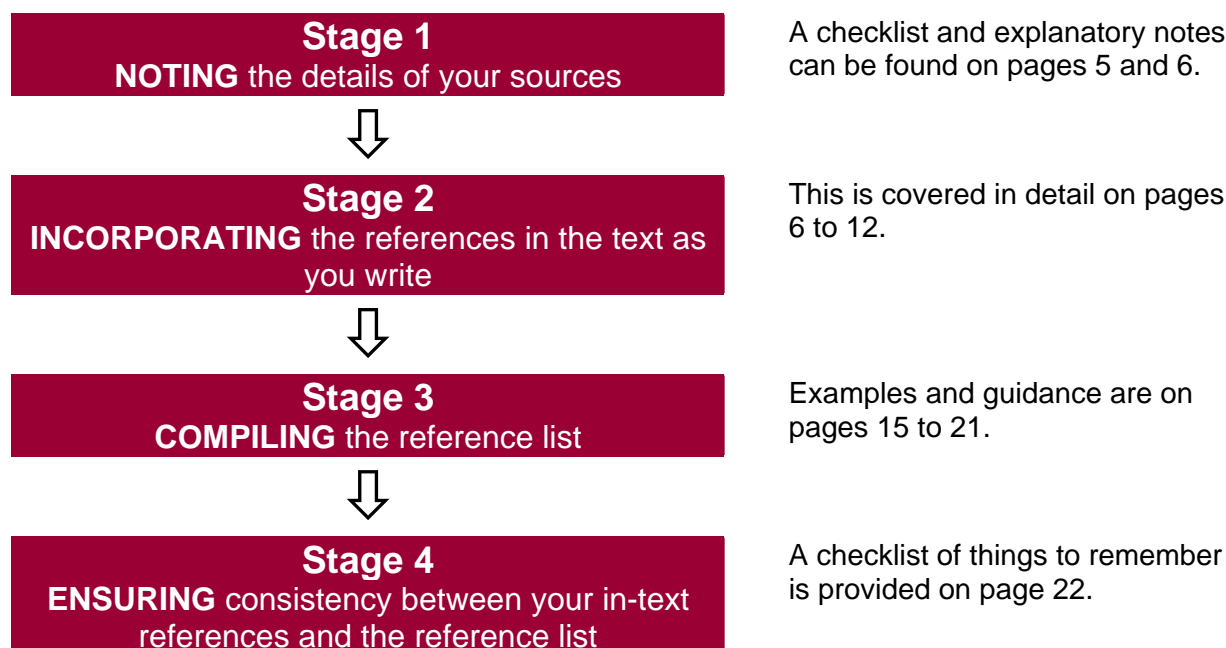 Stage 1
NOTING the details of your sources
A checklist and explanatory notes
can be found on pages 5 and 6.
Stage 2
INCORPORATING the references in the text as
you write
This is covered in detail on pages
6 to 12.
Stage 3
COMPILING the reference list
Examples and guidance are on
pages 15 to 21.
Stage 4
ENSURING consistency between your in-text
references and the reference list
A checklist of things to remember
is provided on page 22.